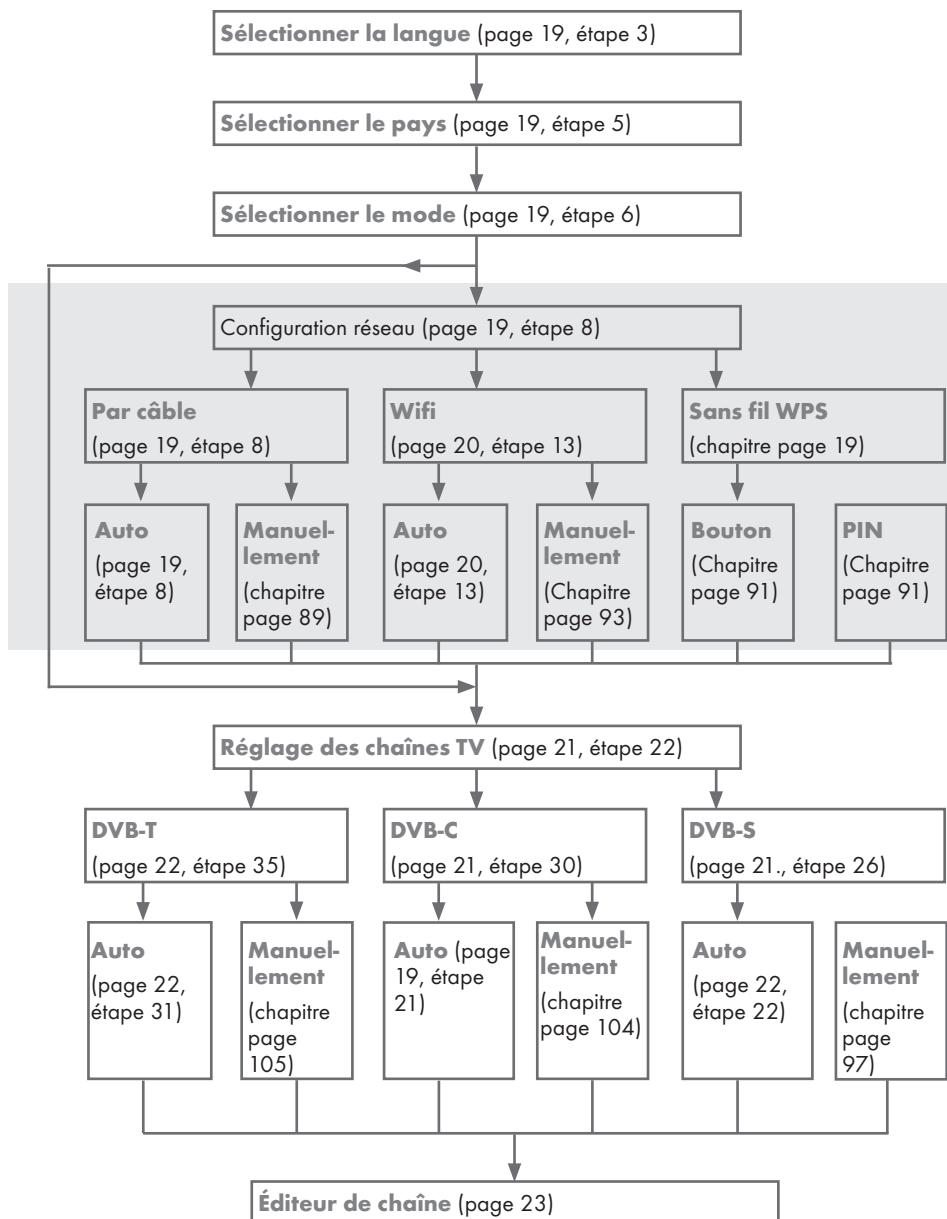 Sélectionner la langue (page 19, étape 3)
Sélectionner le pays (page 19, étape 5)
Sélectionner le mode (page 19, étape 6)
Configuration réseau (page 19, étape 8)
Par câble
(page 19, étape 8)
Wifi
(page 20, étape 13)
Sans fil WPS
(chapitre page 19)
Auto
(page 19,
étape 8)
Manuel-
lement
(chapitre
page 89)
Auto
(page 20,
étape 13)
Manuel-
lement
(Chapitre
page 93)
Bouton
(Chapitre
page 91)
PIN
(Chapitre
page 91)
Réglage des chaînes TV (page 21, étape 22)
DVB-T
(page 22, étape 35)
DVB-C
(page 21, étape 30)
DVB-S
(page 21., étape 26)
Auto
(page 22,
étape 31)
Manuel-
lement
(chapitre
page
105)
Auto (page
19, étape
21)
Manuel-
lement
(chapitre
page 104)
Auto
(page 22,
étape 22)
Manuel-
lement
(chapitre
page
97)
Éditeur de chaîne (page 23)